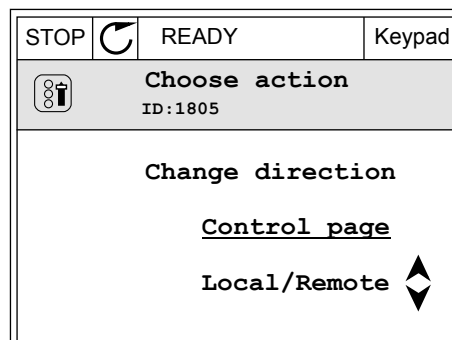 STOP READY Keypad
Choose action
ID:1805
Change direction
Control page
Local/Remote